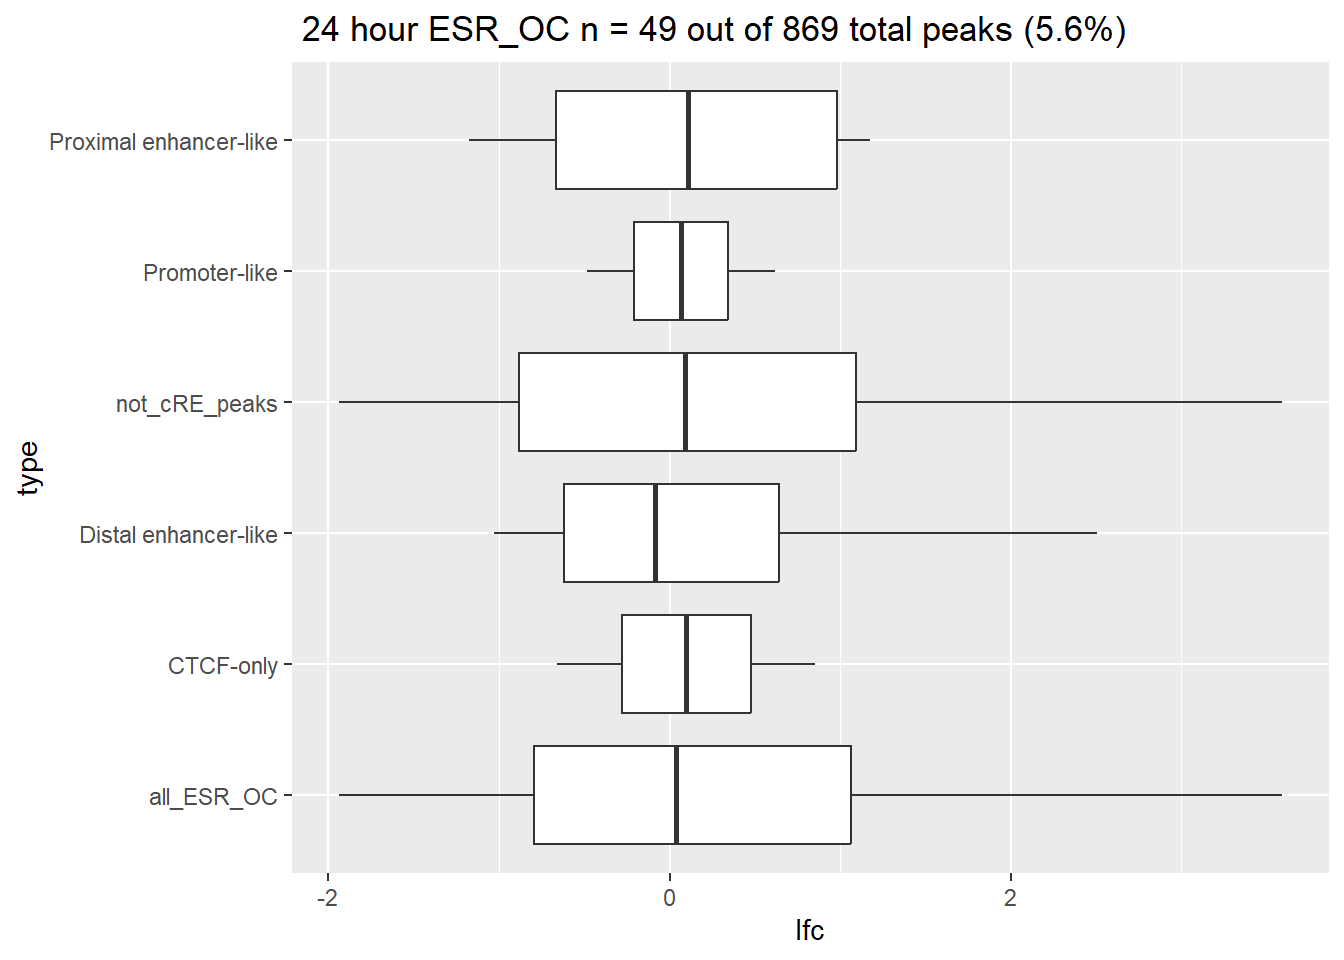 24 hour ESR_OC n = 49 out of 869 total peaks (5.6%)
Proximal enhancer-like
Promoter-like
not_cRE_peaks
Distal enhancer-like
CTCF-only
all_ESR_OC
type
-2
0
2
lfc